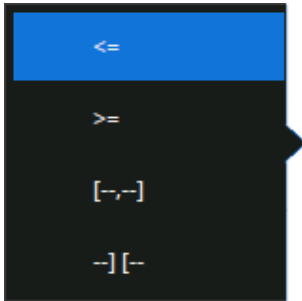 <=
>=
[--,--]
--] [--